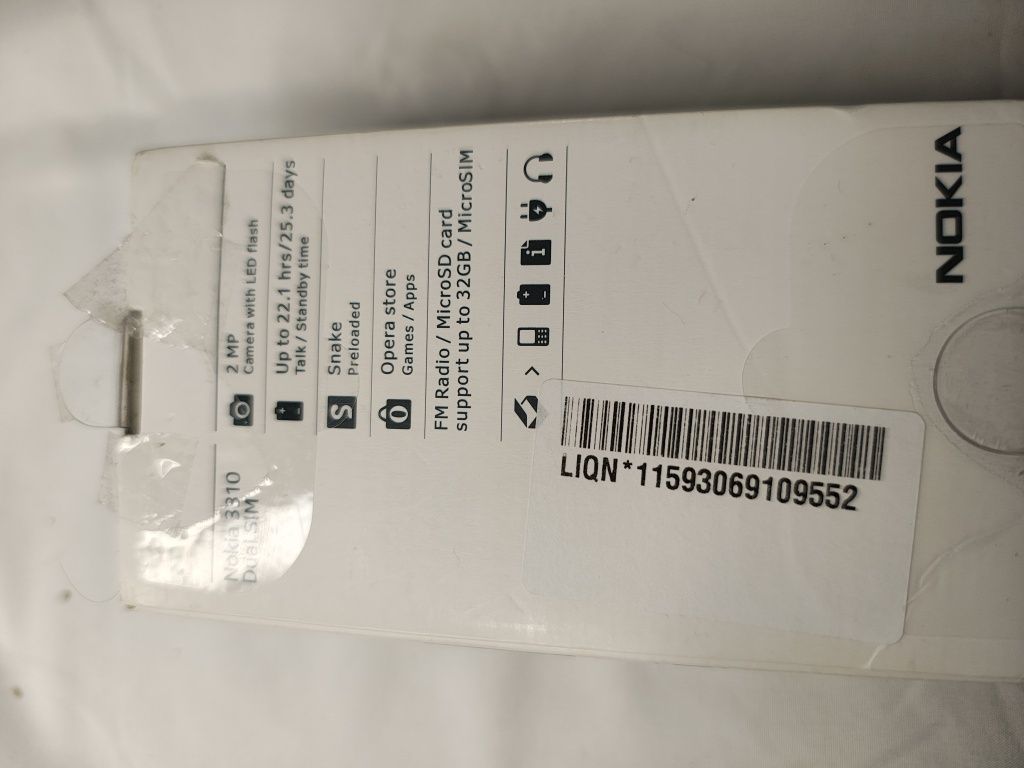 Nokia 3310
Dual SIM
2 MP
Camera with LED flash
Up to 22.1 hrs/25.3 days
Talk / Standby time
Snake
Preloaded
Opera store
Games / Apps
FM Radio / MicroSD card
support up to 32GB / MicroSIM
LIQN*11593069109552
NOKIA